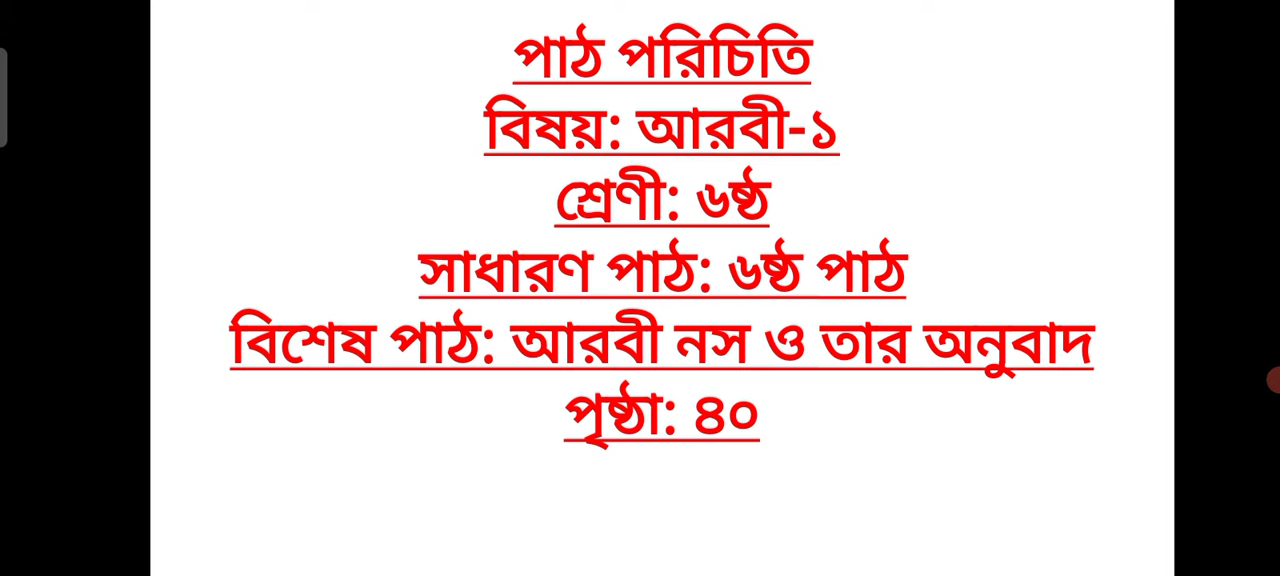 পাঠ পরিচিতি
বিষয়: আরবী-১
শ্রেণী: ৬ষ্ঠ
সাধারণ পাঠ: ৬ষ্ঠ পাঠ
বিশেষ পাঠ: আরবী নস ও তার অনুবাদ
পৃষ্ঠা: ৪০